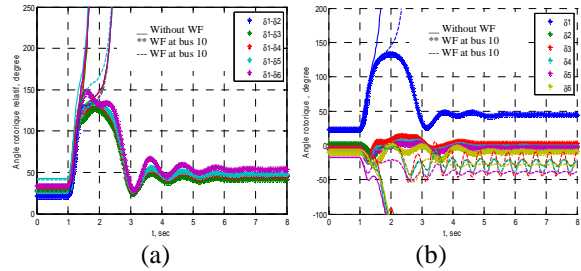 Without WF
** WF at bus 10
WF at bus 10
δ1-δ2
δ1-δ3
δ1-δ4
δ1-δ5
δ1-δ6
Angle rotorique relatif, degree
250
200
150
100
50
0
0 1 2 3 4 5 6 7 8
t, sec
(a)
Without WF
** WF at bus 10
WF at bus 10
δ1
δ2
δ3
δ4
δ5
δ6
Angle rotorique , degree
200
150
100
50
0
-50
-100
0 1 2 3 4 5 6 7 8
t, sec
(b)